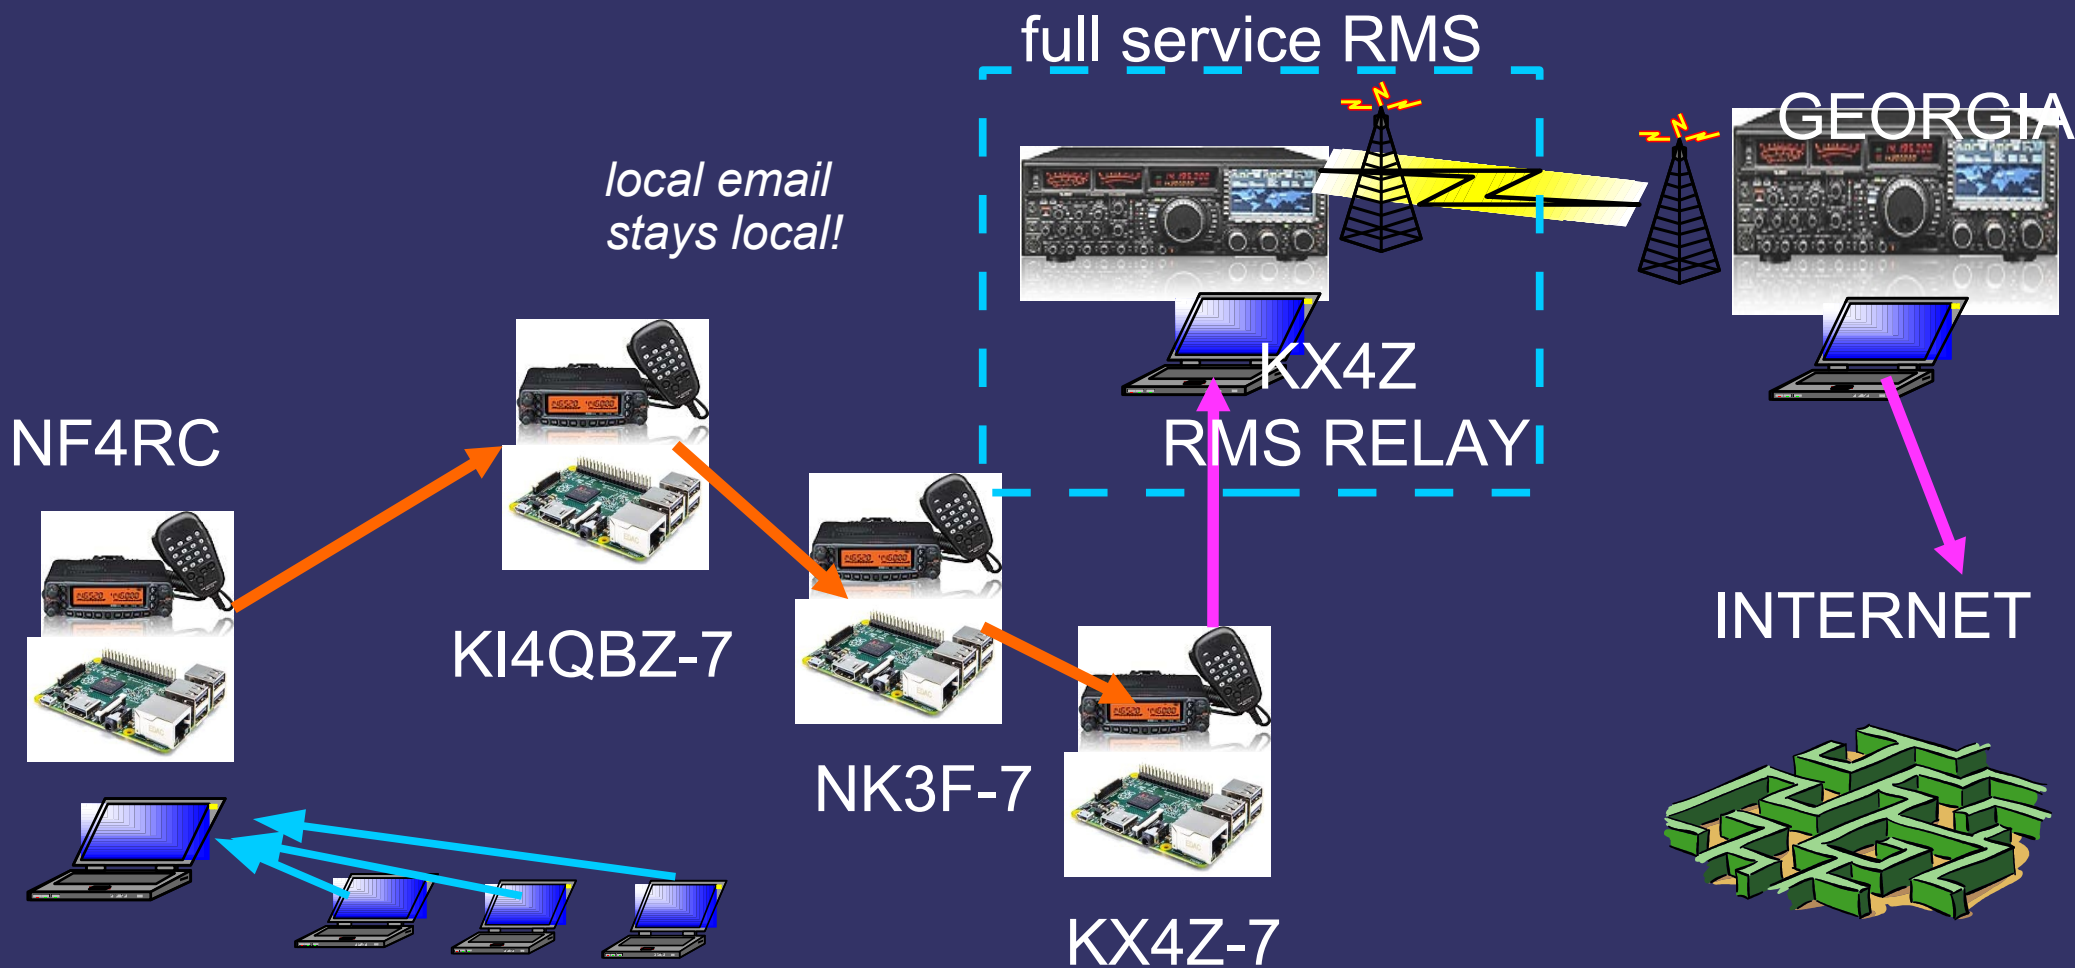 full service RMS
GEORGIA
local email
stays local!
KX4Z
RMS RELAY
NF4RC
KI4QBZ-7
INTERNET
NK3F-7
KX4Z-7